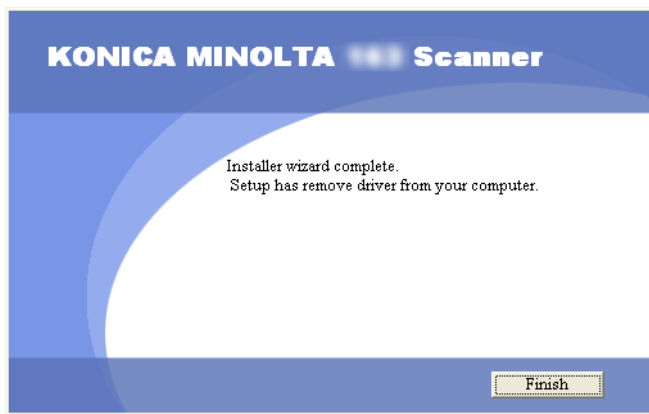 KONICA MINOLTA Scanner
Installer wizard complete.
Setup has remove driver from your computer.
Finish